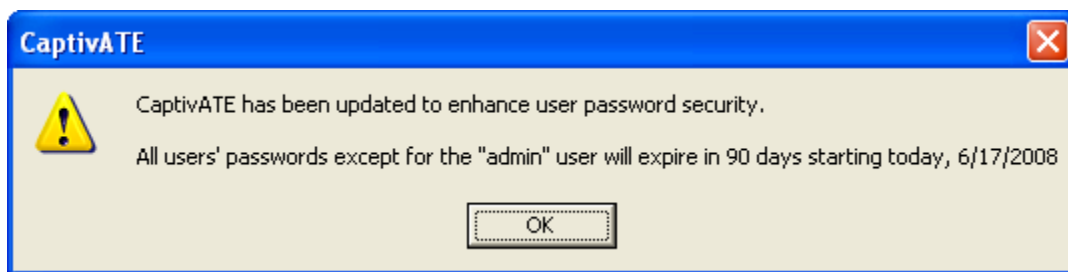 CaptivATE
CaptivATE has been updated to enhance user password security.
All users' passwords except for the "admin" user will expire in 90 days starting today, 6/17/2008
OK